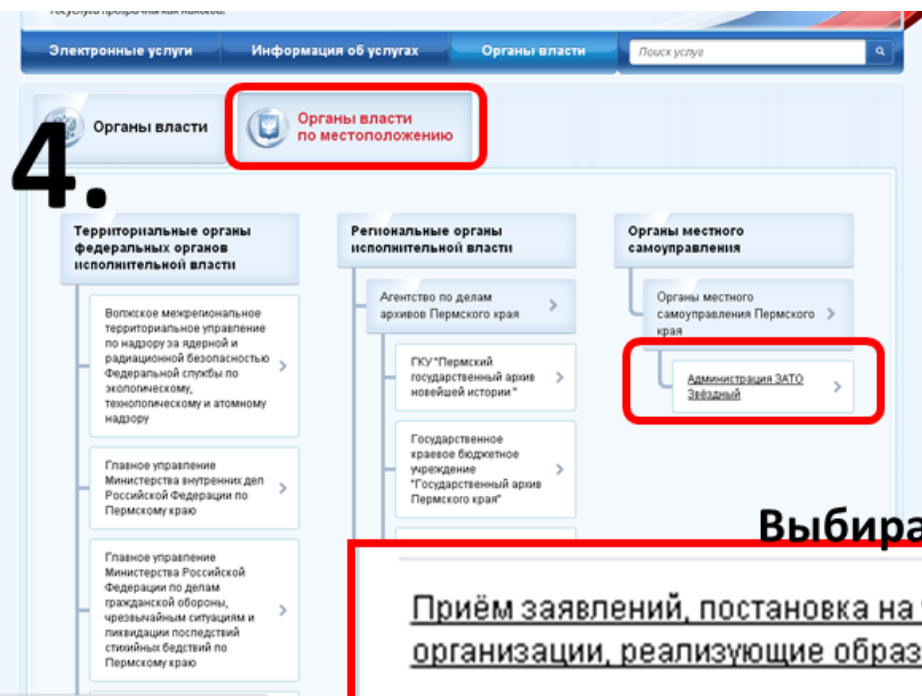 госуслуга прозрачна как никогда!
Электронные услуги
Информация об услугах
Органы власти
Поиск услуг
Органы власти
Органы власти
по местоположению
4.
Территориальные органы
федеральных органов
исполнительной власти
Волжское межрегиональное
территориальное управление
по надзору за ядерной и
радиационной безопасностью
Федеральной службы по
экологическому,
технологическому и атомному
надзору
Главное управление
Министерства внутренних дел
Российской Федерации по
Пермскому краю
Главное управление
Министерства Российской
Федерации по делам
гражданской обороны,
чрезвычайным ситуациям и
ликвидации последствий
стихийных бедствий по
Пермскому краю
Региональные органы
исполнительной власти
Агентство по делам
архивов Пермского края
ГКУ "Пермский
государственный архив
новейшей истории"
Государственное
краевое бюджетное
учреждение
"Государственный архив
Пермского края"
Органы местного
самоуправления
Органы местного
самоуправления Пермского
края
Администрация ЗАТО
Звёздный
Выбира
Приём заявлений, постановка на
организации, реализующие образ